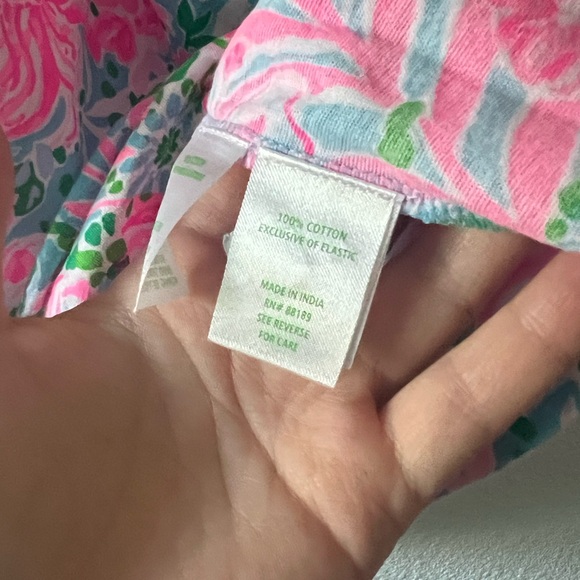 100% COTTON
EXCLUSIVE OF ELASTIC
MADE IN INDIA
RN# 88189
SEE REVERSE
FOR CARE